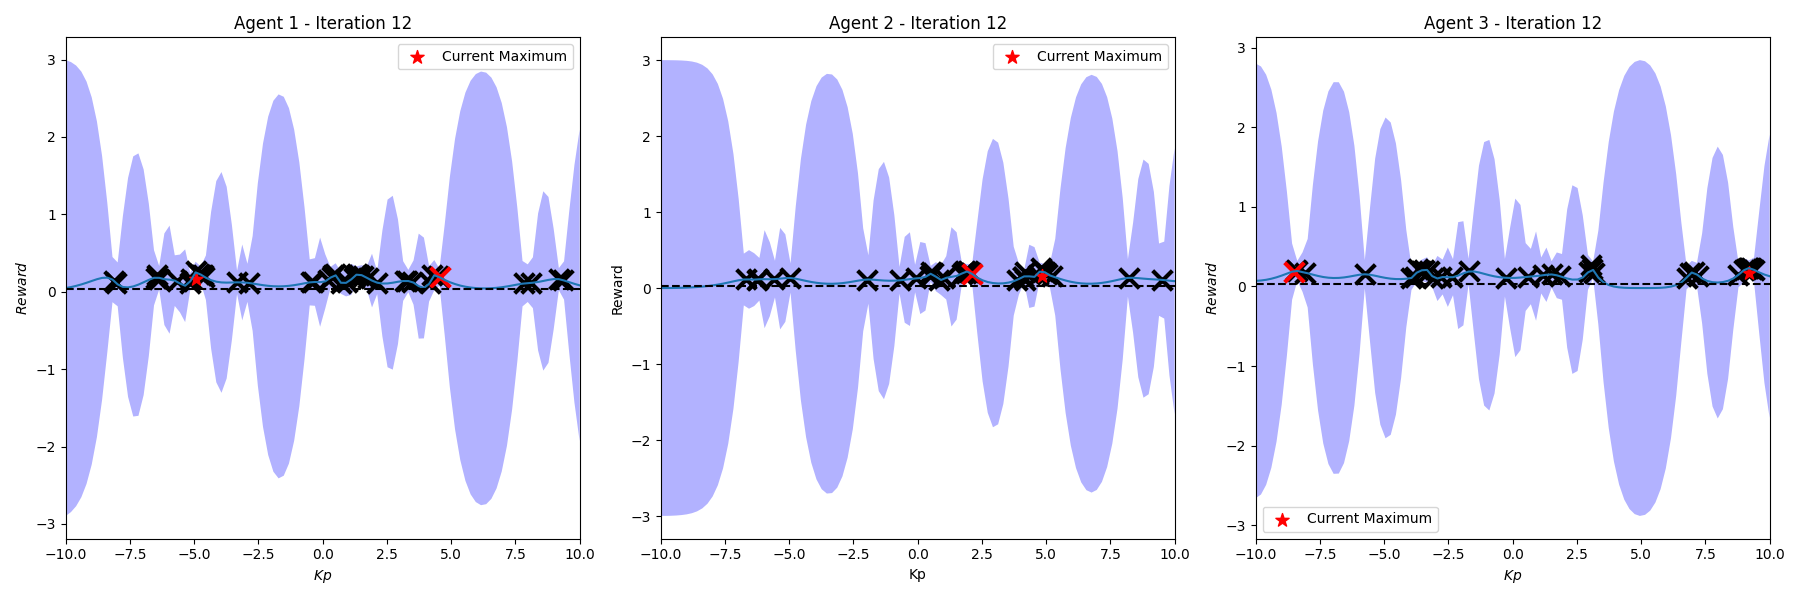 Agent 1 - Iteration 12
Current Maximum
3
2
1
0
−1
−2
−3
Reward
−10.0 −7.5 −5.0 −2.5 0.0 2.5 5.0 7.5 10.0
Kp
Agent 2 - Iteration 12
Current Maximum
3
2
1
0
−1
−2
−3
Reward
−10.0 −7.5 −5.0 −2.5 0.0 2.5 5.0 7.5 10.0
Kp
Agent 3 - Iteration 12
3
2
1
0
−1
−2
−3
Reward
Current Maximum
−10.0 −7.5 −5.0 −2.5 0.0 2.5 5.0 7.5 10.0
Kp